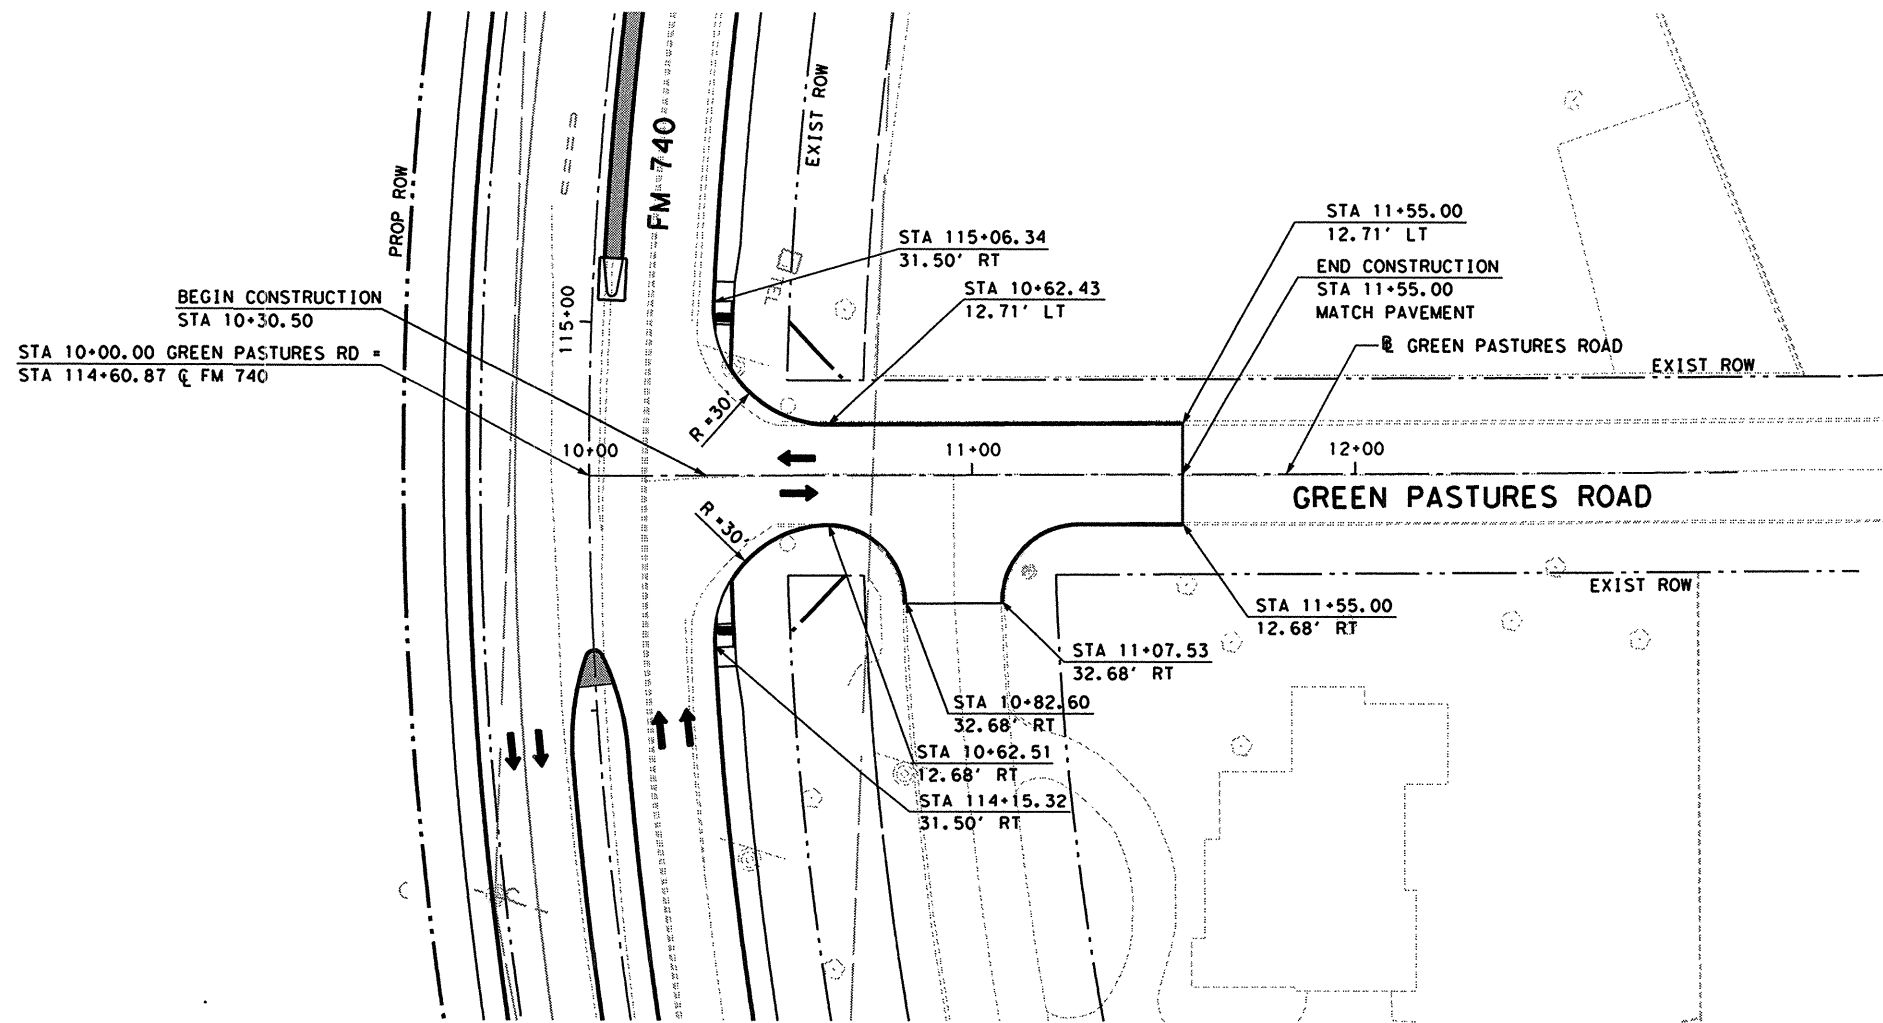 PROP ROW
FM 740
EXIST ROW
115+00
TEL
BEGIN CONSTRUCTION
STA 10+30.50
STA 10+00.00 GREEN PASTURES RD =
STA 114+60.87 ℄ FM 740
STA 115+06.34
31.50' RT
STA 10+62.43
12.71' LT
STA 11+55.00
12.71' LT
END CONSTRUCTION
STA 11+55.00
MATCH PAVEMENT
GREEN PASTURES ROAD
EXIST ROW
R =30'
10+00
11+00
12+00
GREEN PASTURES ROAD
R =30'
EXIST ROW
STA 11+55.00
12.68' RT
STA 11+07.53
32.68' RT
STA 10+82.60
32.68' RT
STA 10+62.51
12.68' RT
STA 114+15.32
31.50' RT